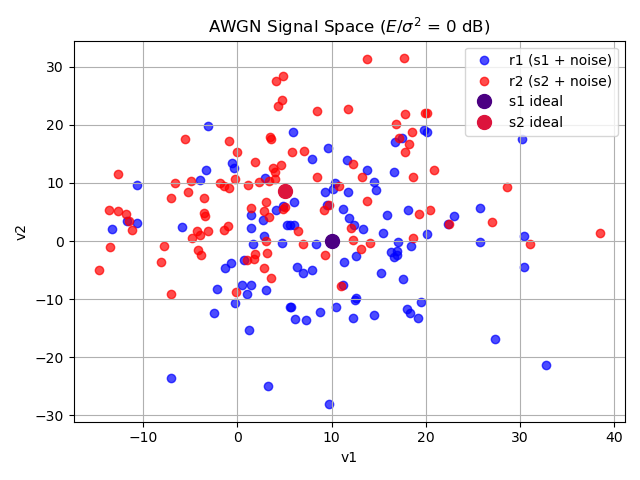 AWGN Signal Space (E/σ² = 0 dB)
r1 (s1 + noise)
r2 (s2 + noise)
s1 ideal
s2 ideal
30
20
10
0
−10
−20
−30
v2
−10
0
10
20
30
40
v1